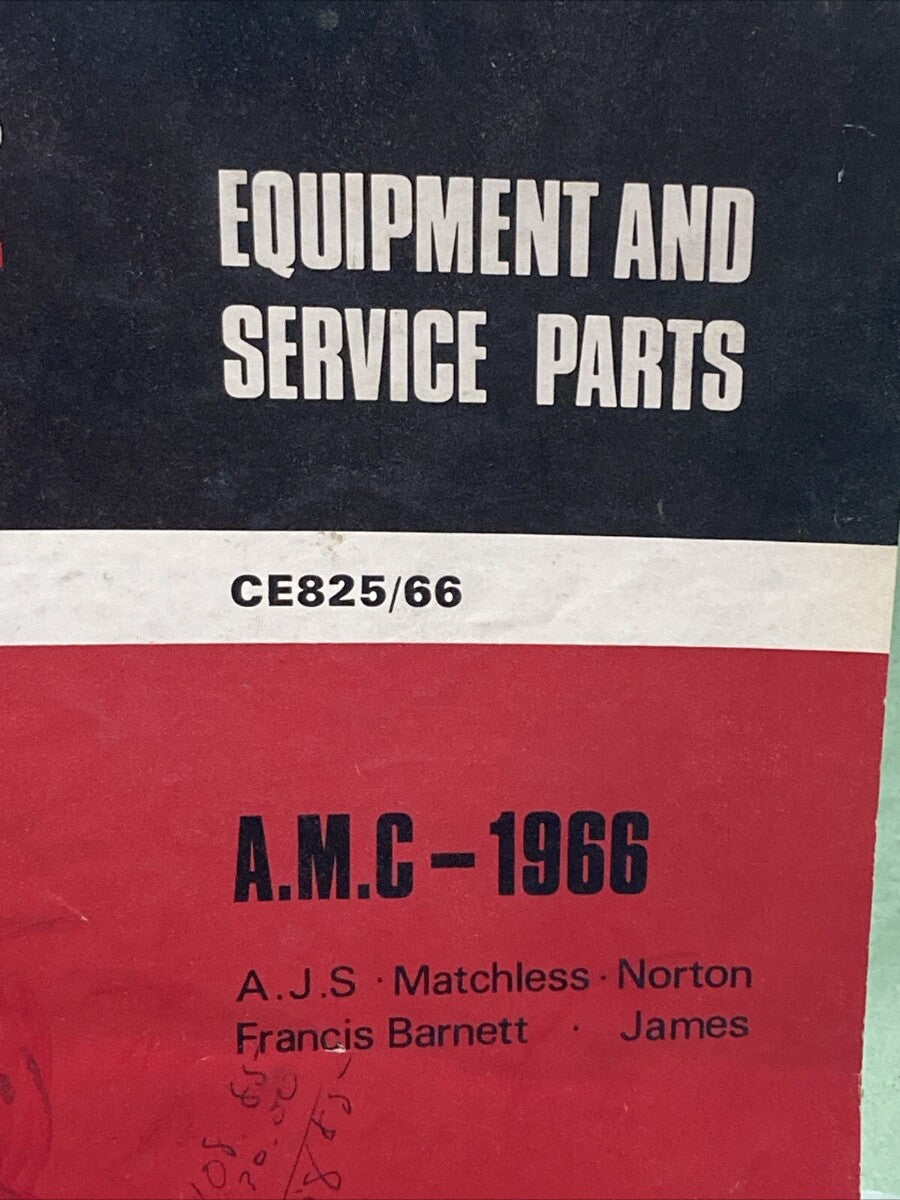 EQUIPMENT AND
SERVICE PARTS
CE825/66
A.M.C – 1966
A.J.S · Matchless · Norton
Francis Barnett · James